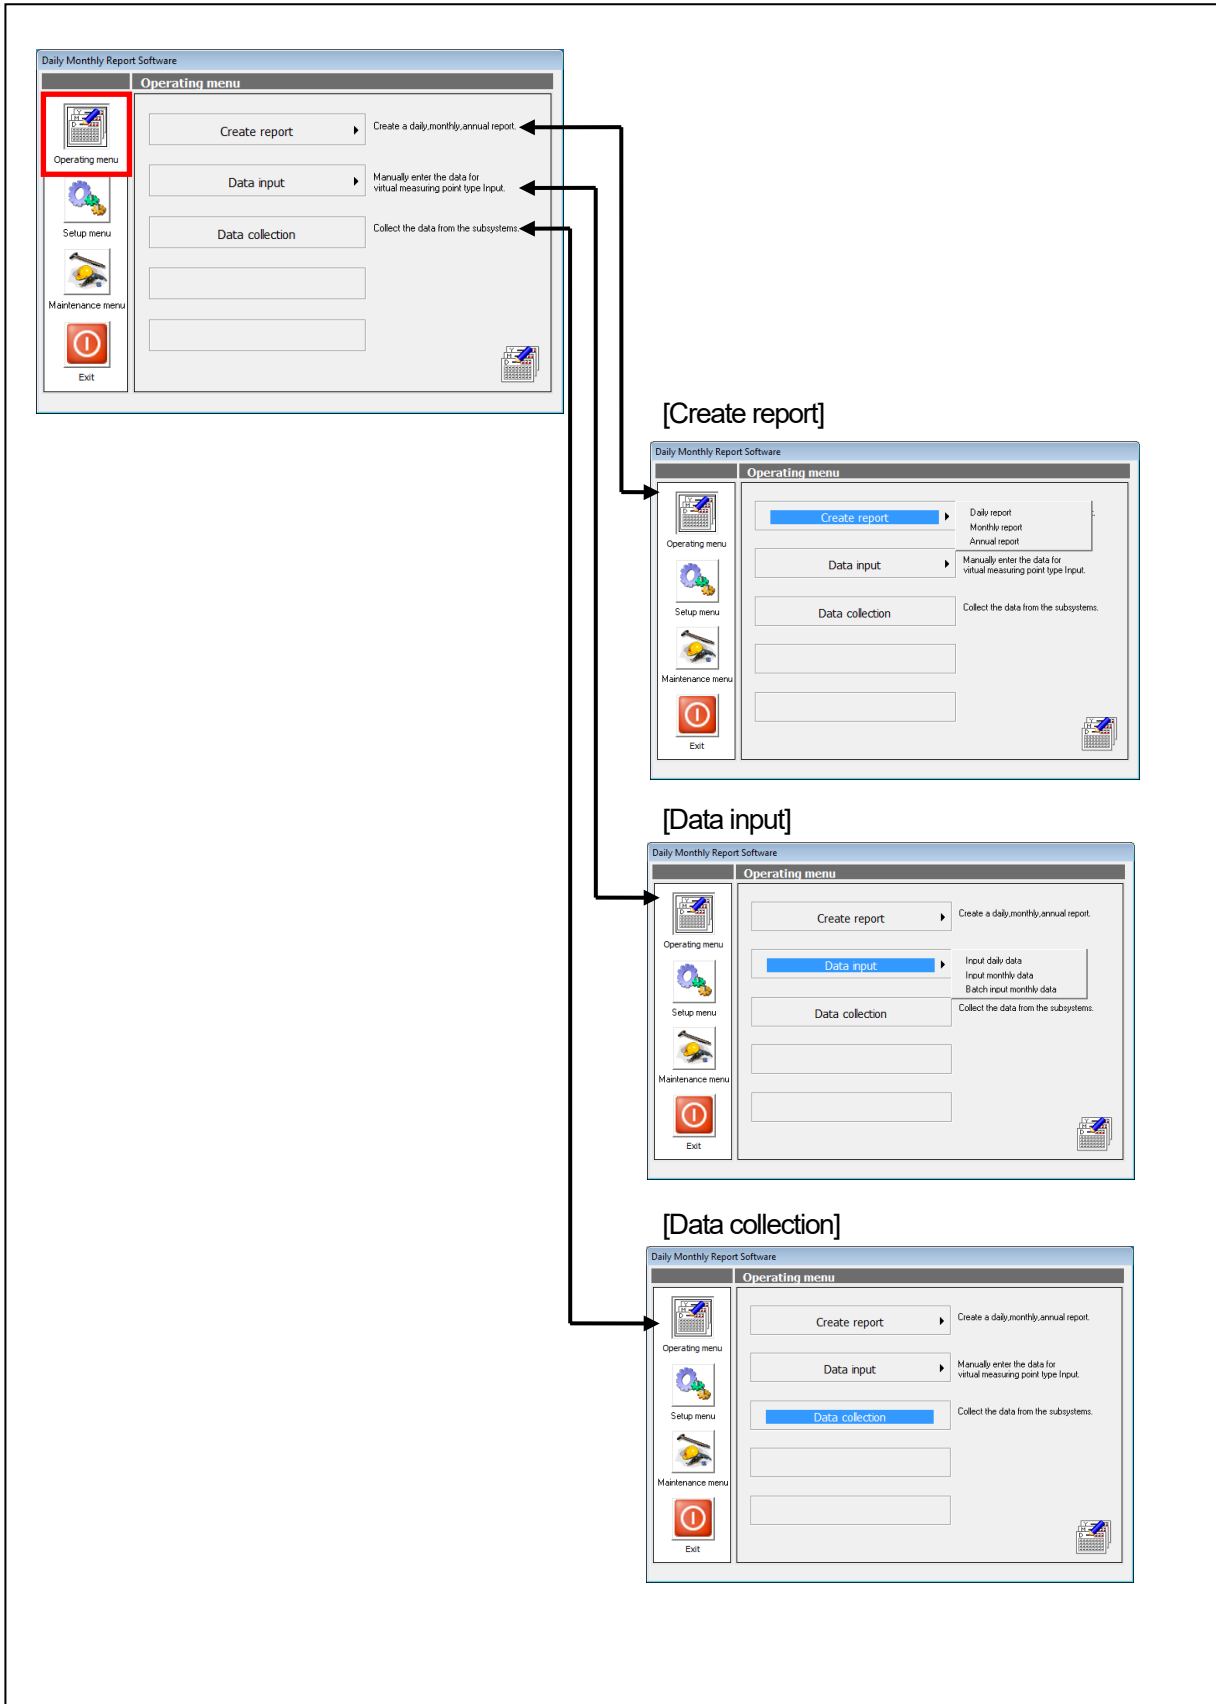 Daily Monthly Report Software
Operating menu
Operating menu
Setup menu
Maintenance menu
Exit
Create report
Create a daily,monthly,annual report.
Data input
Manually enter the data for
virtual measuring point type Input.
Data collection
Collect the data from the subsystems.
[Create report]
Daily Monthly Report Software
Operating menu
Operating menu
Setup menu
Maintenance menu
Exit
Create report
Daily report
Monthly report
Annual report
Data input
Manually enter the data for
virtual measuring point type Input.
Data collection
Collect the data from the subsystems.
[Data input]
Daily Monthly Report Software
Operating menu
Operating menu
Setup menu
Maintenance menu
Exit
Create report
Create a daily,monthly,annual report.
Data input
Input daily data
Input monthly data
Batch input monthly data
Data collection
Collect the data from the subsystems.
[Data collection]
Daily Monthly Report Software
Operating menu
Operating menu
Setup menu
Maintenance menu
Exit
Create report
Create a daily,monthly,annual report.
Data input
Manually enter the data for
virtual measuring point type Input.
Data collection
Collect the data from the subsystems.